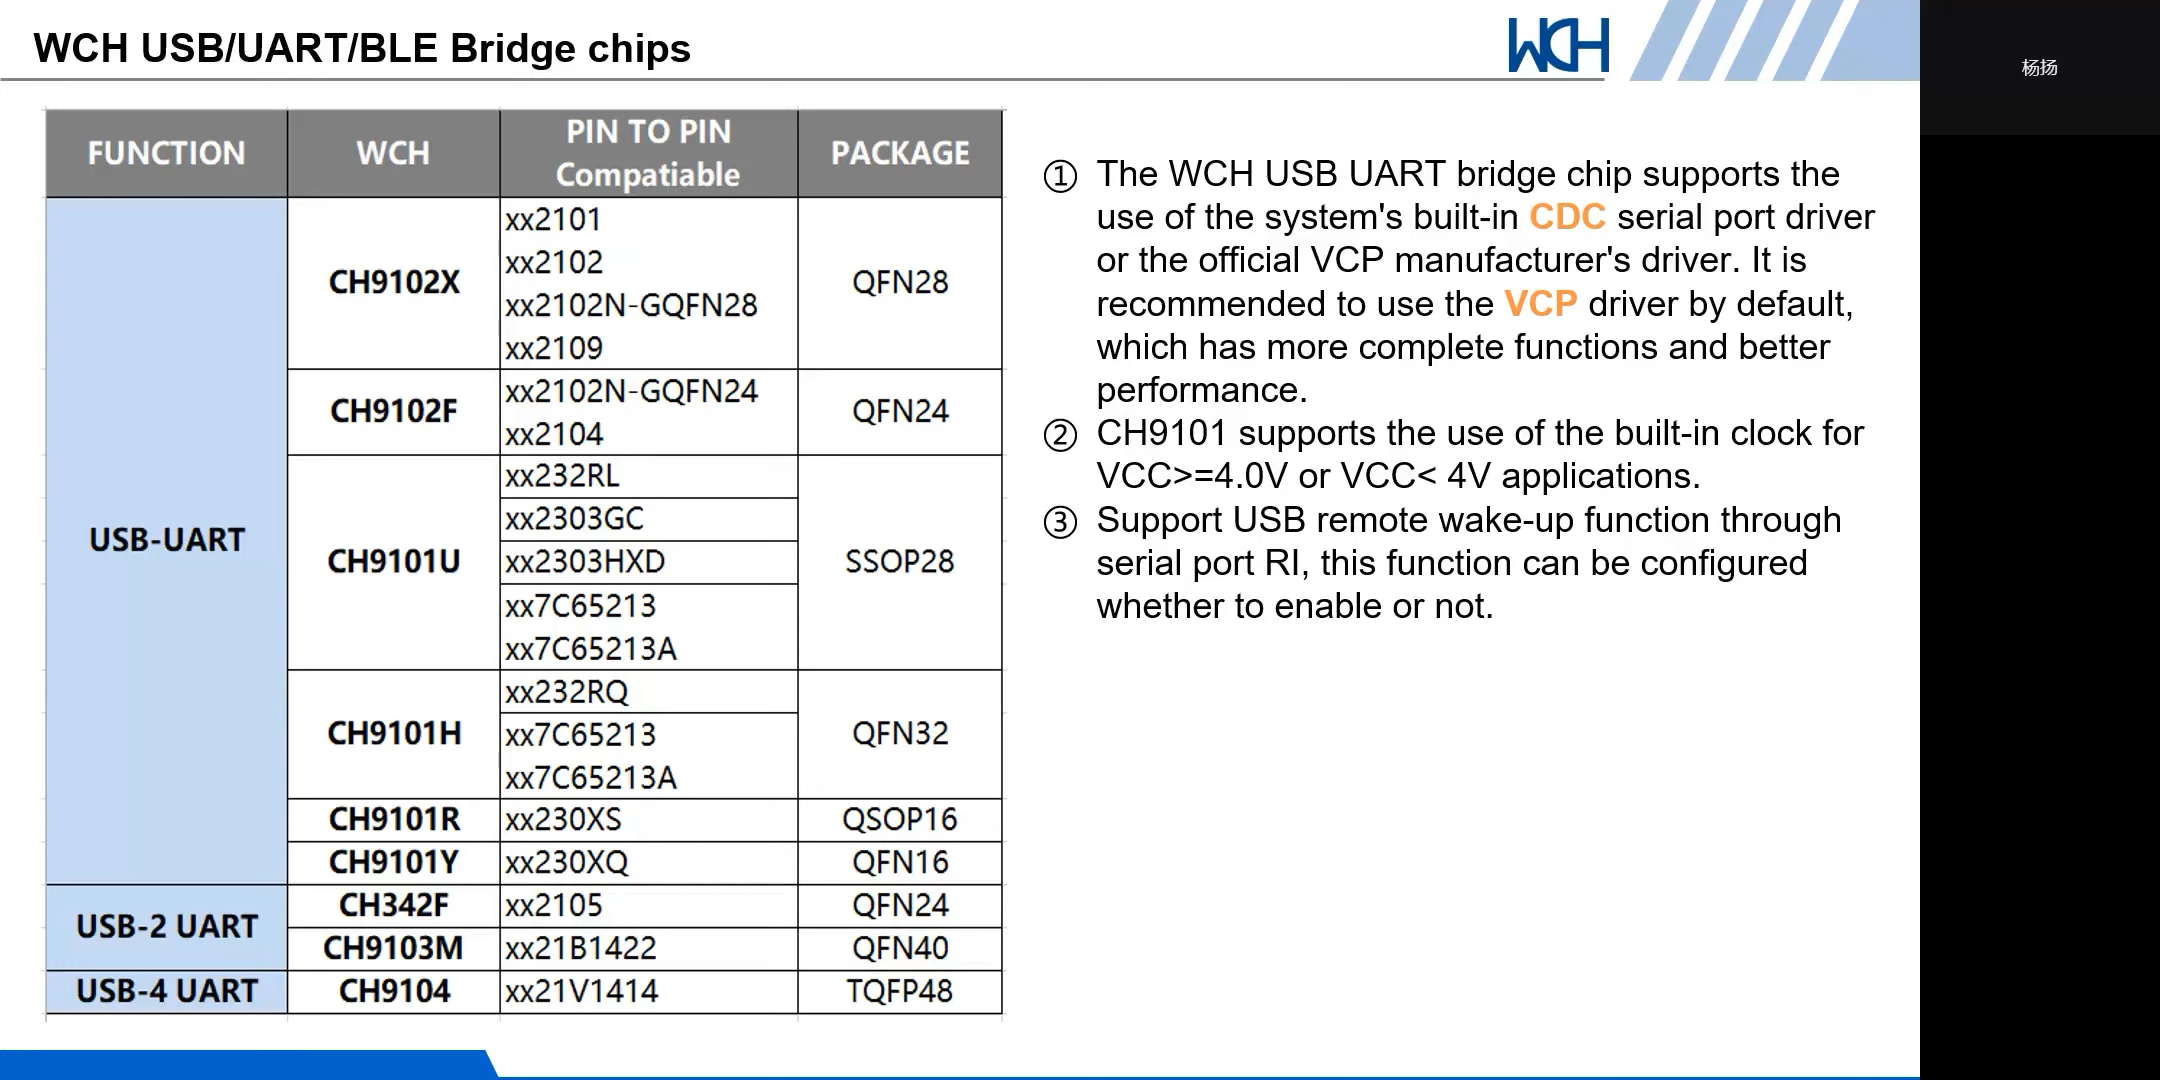 WCH USB/UART/BLE Bridge chips
WCH
杨扬
FUNCTION WCH PIN TO PIN Compatiable PACKAGE
USB-UART
CH9102X
xx2101
xx2102
xx2102N-GQFN28
xx2109
QFN28
CH9102F
xx2102N-GQFN24
xx2104
QFN24
CH9101U
xx232RL
xx2303GC
xx2303HXD
xx7C65213
xx7C65213A
SSOP28
CH9101H
xx232RQ
xx7C65213
xx7C65213A
QFN32
CH9101R xx230XS QSOP16
CH9101Y xx230XQ QFN16
USB-2 UART
CH342F xx2105 QFN24
CH9103M xx21B1422 QFN40
USB-4 UART CH9104 xx21V1414 TQFP48
① The WCH USB UART bridge chip supports the
use of the system's built-in CDC serial port driver
or the official VCP manufacturer's driver. It is
recommended to use the VCP driver by default,
which has more complete functions and better
performance.
② CH9101 supports the use of the built-in clock for
VCC>=4.0V or VCC< 4V applications.
③ Support USB remote wake-up function through
serial port RI, this function can be configured
whether to enable or not.